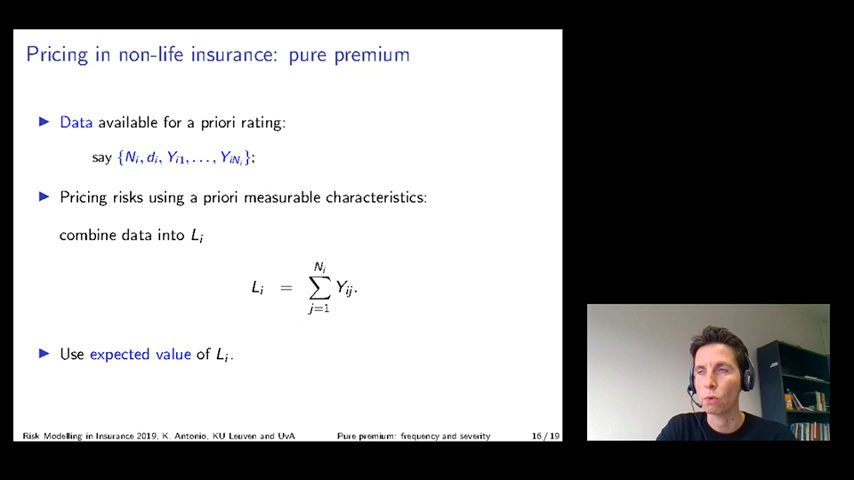 Pricing in non-life insurance: pure premium
▶ Data available for a priori rating:
say {Nᵢ, dᵢ, Yᵢ₁, . . . , Yᵢₙᵢ};
▶ Pricing risks using a priori measurable characteristics:
combine data into Lᵢ
Lᵢ = ∑ⱼ₌₁ᴺⁱ Yᵢⱼ.
▶ Use expected value of Lᵢ.
Risk Modelling in Insurance 2019, K. Antonio, KU Leuven and UvA Pure premium: frequency and severity 16 / 19